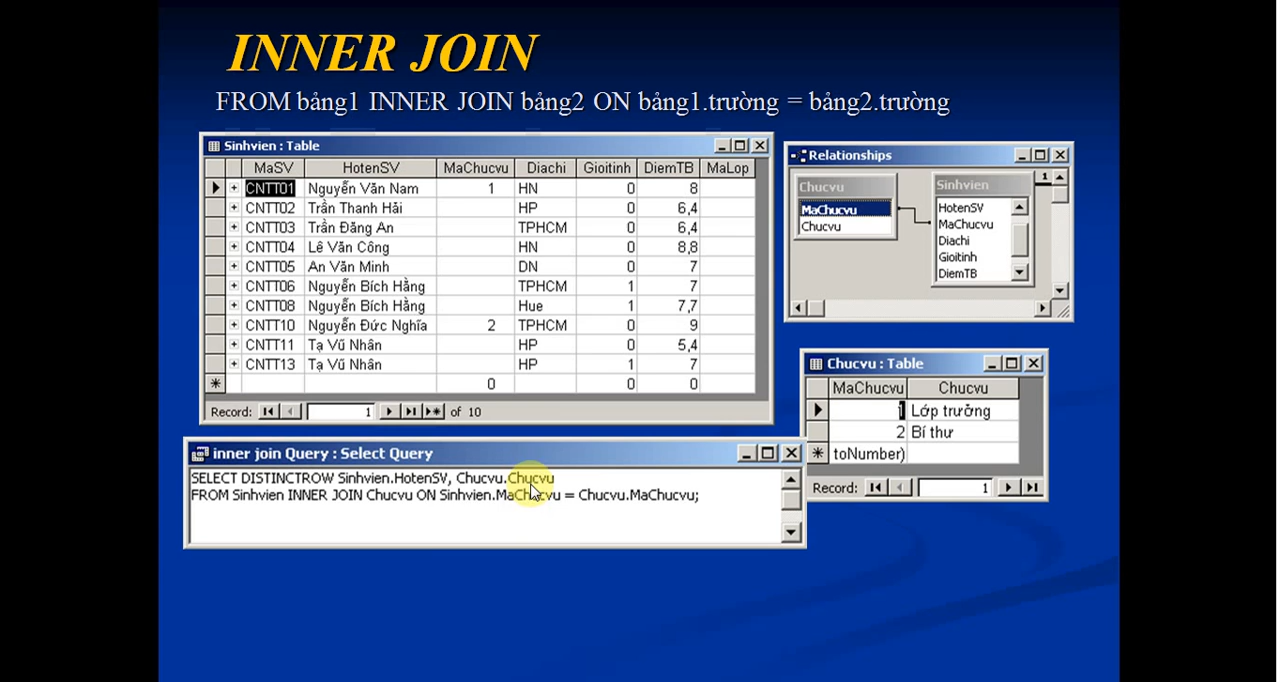 INNER JOIN
FROM bảng1 INNER JOIN bảng2 ON bảng1.trường = bảng2.trường
Sinhvien : Table
MaSV HotenSV MaChucvu Diachi Gioitinh DiemTB MaLop
CNTT01 Nguyễn Văn Nam 1 HN 0 8
CNTT02 Trần Thanh Hải HP 0 6,4
CNTT03 Trần Đăng An TPHCM 0 6,4
CNTT04 Lê Văn Công HN 0 8,8
CNTT05 An Văn Minh DN 0 7
CNTT06 Nguyễn Bích Hằng TPHCM 1 7
CNTT08 Nguyễn Bích Hằng Hue 1 7,7
CNTT10 Nguyễn Đức Nghĩa 2 TPHCM 0 9
CNTT11 Tạ Vũ Nhân HP 0 5,4
CNTT13 Tạ Vũ Nhân HP 1 7
0 0 0
Record: 1 of 10
Relationships
Chucvu
MaChucvu
Chucvu
Sinhvien
1
HotenSV
MaChucvu
Diachi
Gioitinh
DiemTB
Chucvu : Table
MaChucvu Chucvu
1 Lớp trưởng
2 Bí thư
toNumber)
Record: 1
inner join Query : Select Query
SELECT DISTINCTROW Sinhvien.HotenSV, Chucvu.Chucvu
FROM Sinhvien INNER JOIN Chucvu ON Sinhvien.MaChucvu = Chucvu.MaChucvu;